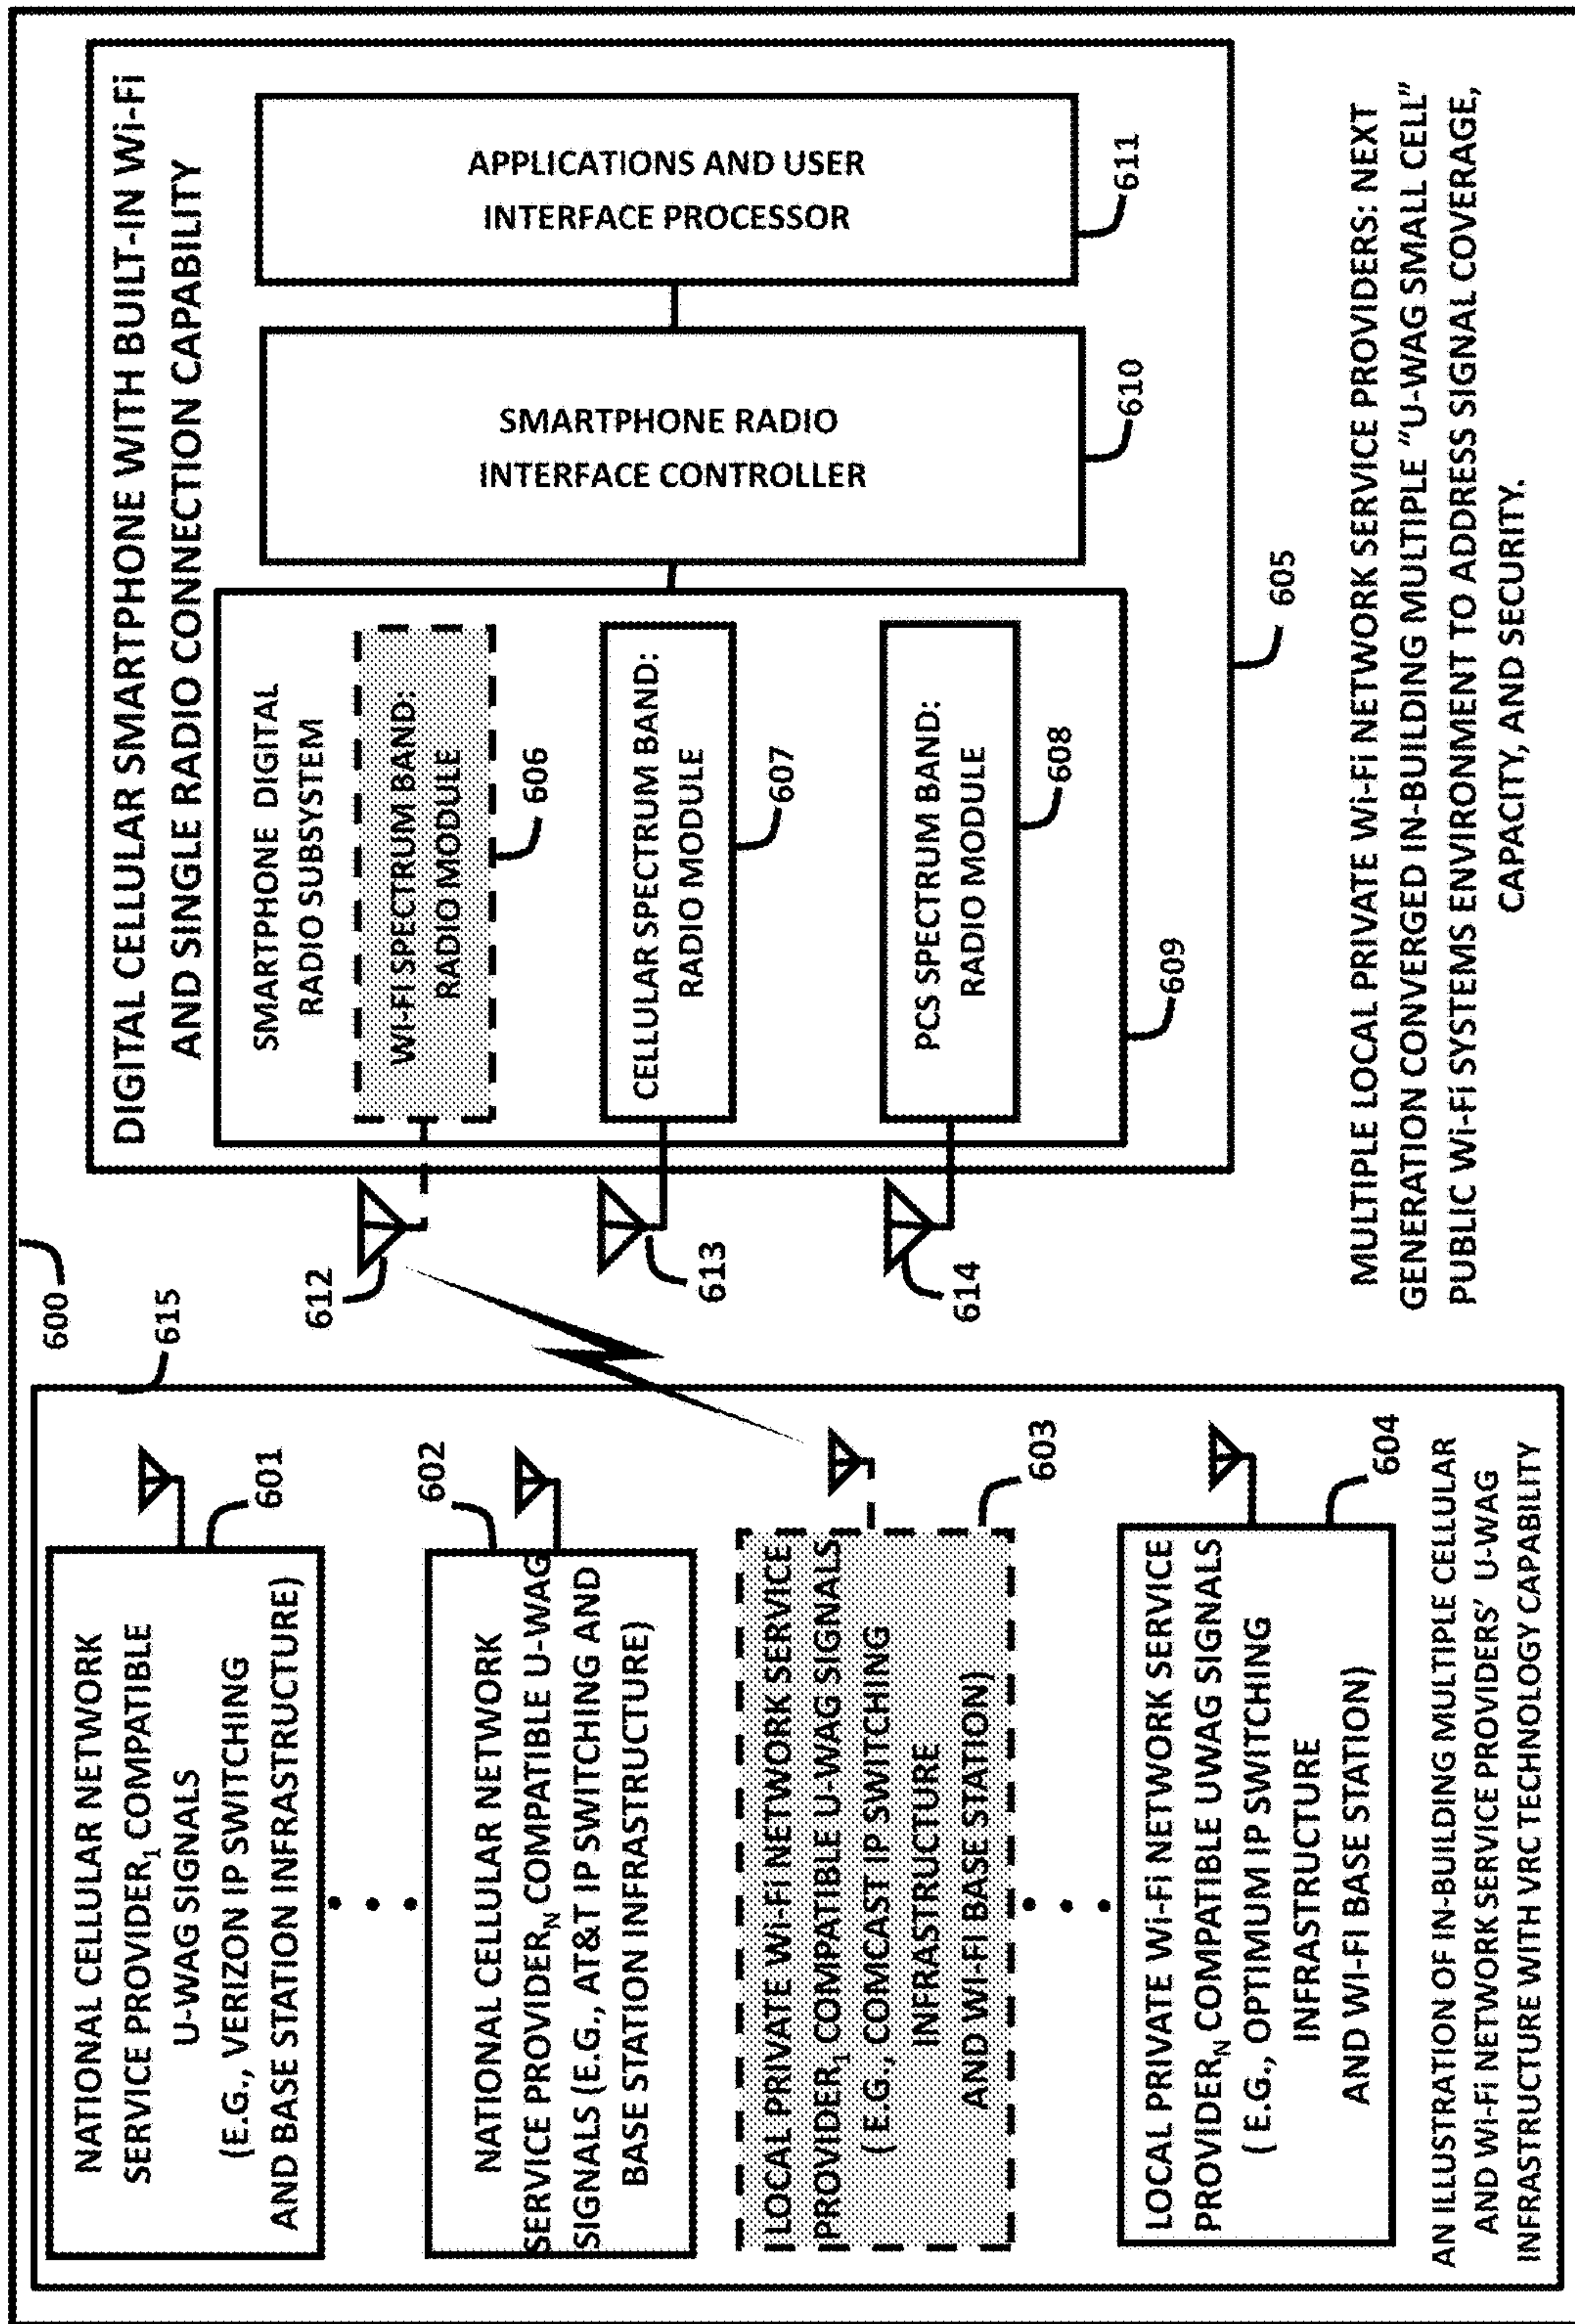 600
615
NATIONAL CELLULAR NETWORK
SERVICE PROVIDER1 COMPATIBLE
U-WAG SIGNALS
(E.G., VERIZON IP SWITCHING
AND BASE STATION INFRASTRUCTURE)
601
NATIONAL CELLULAR NETWORK
SERVICE PROVIDERN COMPATIBLE U-WAG
SIGNALS (E.G., AT&T IP SWITCHING AND
BASE STATION INFRASTRUCTURE)
602
LOCAL PRIVATE Wi-Fi NETWORK SERVICE
PROVIDER1 COMPATIBLE U-WAG SIGNALS
( E.G., COMCAST IP SWITCHING
INFRASTRUCTURE
AND WI-FI BASE STATION)
603
LOCAL PRIVATE Wi-Fi NETWORK SERVICE
PROVIDERN COMPATIBLE UWAG SIGNALS
( E.G., OPTIMUM IP SWITCHING
INFRASTRUCTURE
AND WI-FI BASE STATION)
604
AN ILLUSTRATION OF IN-BUILDING MULTIPLE CELLULAR
AND Wi-Fi NETWORK SERVICE PROVIDERS' U-WAG
INFRASTRUCTURE WITH VRC TECHNOLOGY CAPABILITY
DIGITAL CELLULAR SMARTPHONE WITH BUILT-IN Wi-Fi
AND SINGLE RADIO CONNECTION CAPABILITY
SMARTPHONE DIGITAL
RADIO SUBSYSTEM
WI-FI SPECTRUM BAND:
RADIO MODULE
606
612
CELLULAR SPECTRUM BAND:
RADIO MODULE
607
613
PCS SPECTRUM BAND:
RADIO MODULE
608
614
609
SMARTPHONE RADIO
INTERFACE CONTROLLER
610
APPLICATIONS AND USER
INTERFACE PROCESSOR
611
605
MULTIPLE LOCAL PRIVATE Wi-Fi NETWORK SERVICE PROVIDERS: NEXT
GENERATION CONVERGED IN-BUILDING MULTIPLE "U-WAG SMALL CELL"
PUBLIC Wi-Fi SYSTEMS ENVIRONMENT TO ADDRESS SIGNAL COVERAGE,
CAPACITY, AND SECURITY.